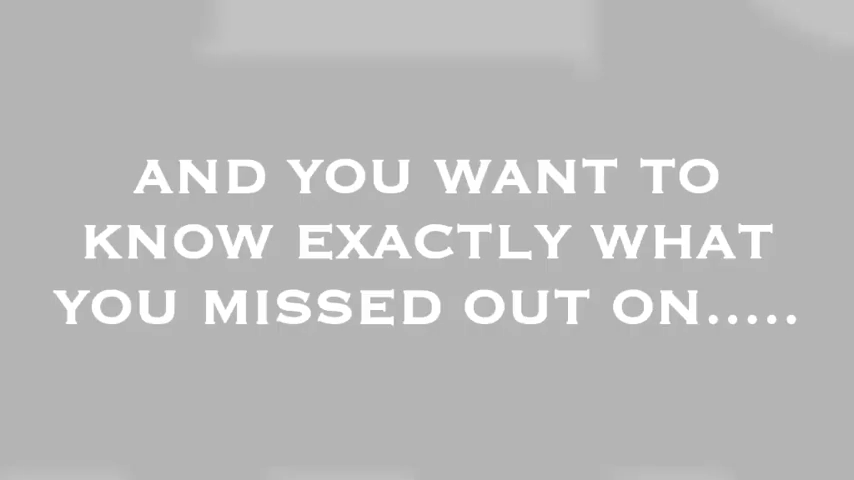 AND YOU WANT TO
KNOW EXACTLY WHAT
YOU MISSED OUT ON.....